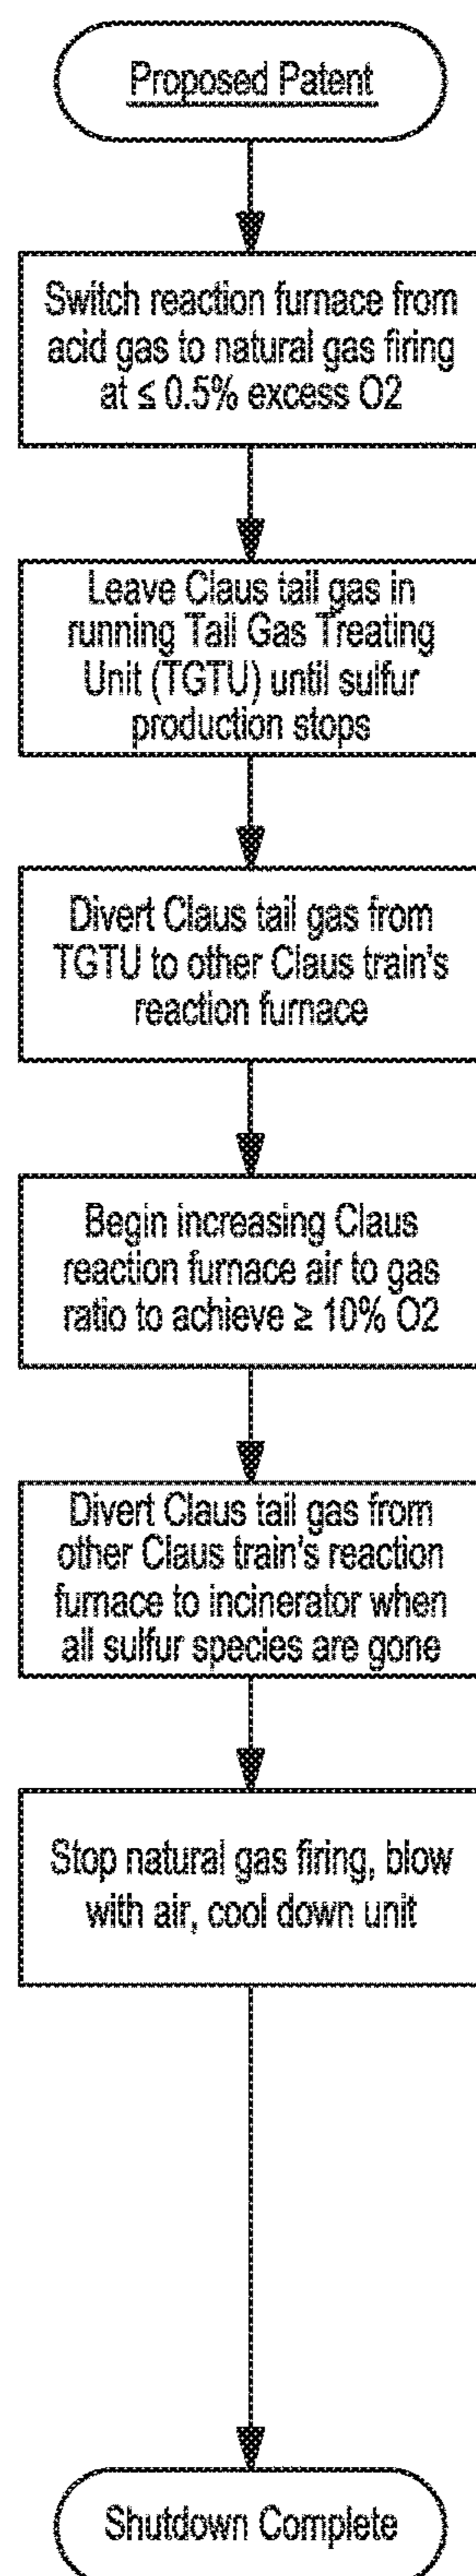 Proposed Patent
Switch reaction furnace from
acid gas to natural gas firing
at ≤ 0.5% excess O2
Leave Claus tail gas in
running Tail Gas Treating
Unit (TGTU) until sulfur
production stops
Divert Claus tail gas from
TGTU to other Claus train's
reaction furnace
Begin increasing Claus
reaction furnace air to gas
ratio to achieve ≥ 10% O2
Divert Claus tail gas from
other Claus train's reaction
furnace to incinerator when
all sulfur species are gone
Stop natural gas firing, blow
with air, cool down unit
Shutdown Complete